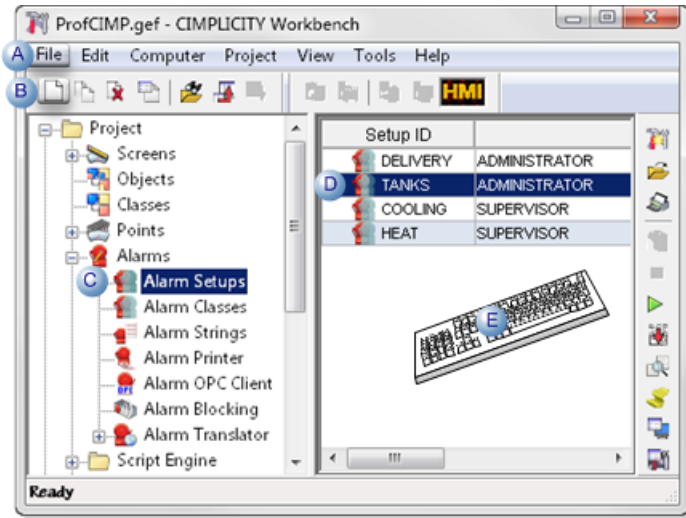 ProfCIMP.gef - CIMPLICITY Workbench
A File Edit Computer Project View Tools Help
B HMI
Project
Screens
Objects
Classes
Points
Alarms
C Alarm Setups
Alarm Classes
Alarm Strings
Alarm Printer
OPC Alarm OPC Client
Alarm Blocking
Alarm Translator
Script Engine
Setup ID
DELIVERY ADMINISTRATOR
D TANKS ADMINISTRATOR
COOLING SUPERVISOR
HEAT SUPERVISOR
E
Ready